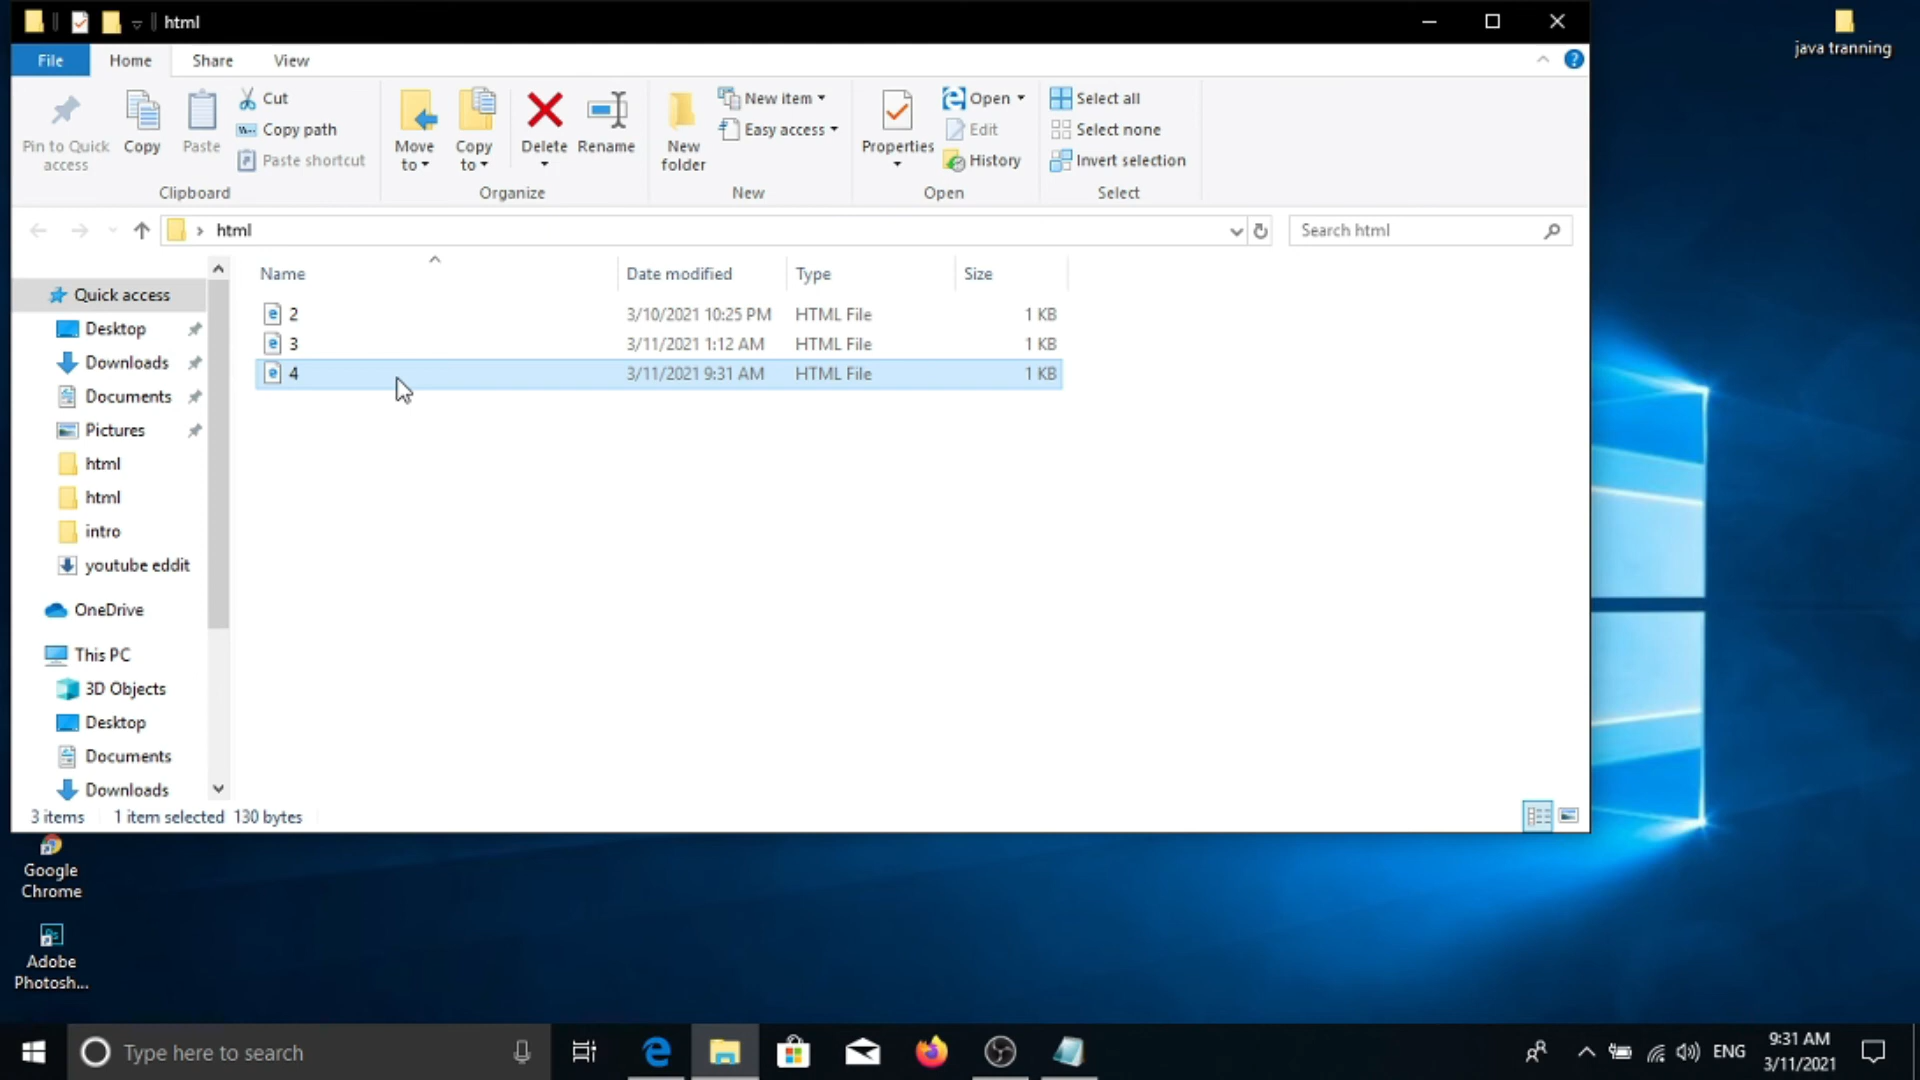 html
java tranning
File Home Share View
Cut
Copy path
Paste shortcut
Pin to Quick access
Copy
Paste
Clipboard
Move to
Copy to
Delete
Rename
Organize
New folder
New item
Easy access
New
Properties
Open
Edit
History
Open
Select all
Select none
Invert selection
Select
html
Search html
Name Date modified Type Size
2 3/10/2021 10:25 PM HTML File 1 KB
3 3/11/2021 1:12 AM HTML File 1 KB
4 3/11/2021 9:31 AM HTML File 1 KB
Quick access
Desktop
Downloads
Documents
Pictures
html
html
intro
youtube eddit
OneDrive
This PC
3D Objects
Desktop
Documents
Downloads
3 items 1 item selected 130 bytes
Google
Chrome
Adobe
Photosh...
Type here to search
ENG
9:31 AM
3/11/2021